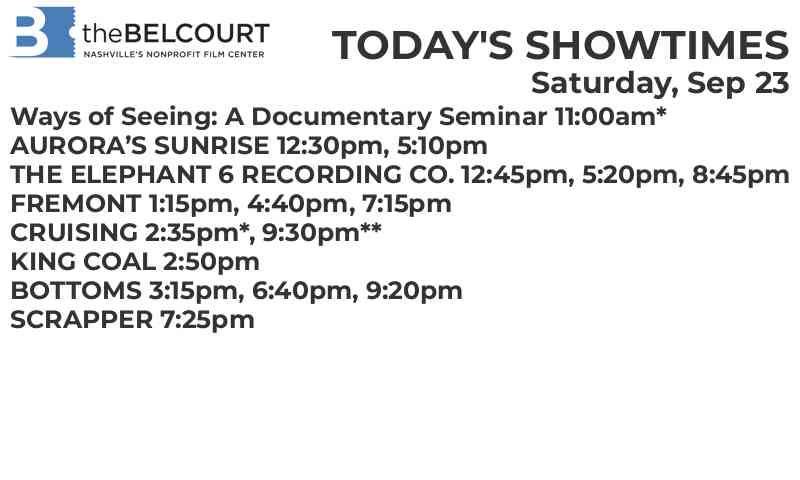 B theBELCOURT
NASHVILLE'S NONPROFIT FILM CENTER
TODAY'S SHOWTIMES
Saturday, Sep 23
Ways of Seeing: A Documentary Seminar 11:00am*
AURORA’S SUNRISE 12:30pm, 5:10pm
THE ELEPHANT 6 RECORDING CO. 12:45pm, 5:20pm, 8:45pm
FREMONT 1:15pm, 4:40pm, 7:15pm
CRUISING 2:35pm*, 9:30pm**
KING COAL 2:50pm
BOTTOMS 3:15pm, 6:40pm, 9:20pm
SCRAPPER 7:25pm